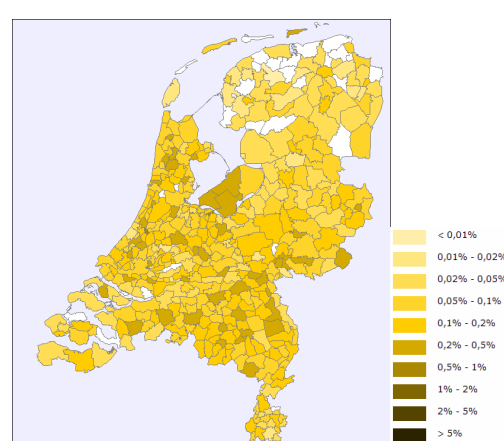 < 0,01%
0,01% - 0,02%
0,02% - 0,05%
0,05% - 0,1%
0,1% - 0,2%
0,2% - 0,5%
0,5% - 1%
1% - 2%
2% - 5%
> 5%